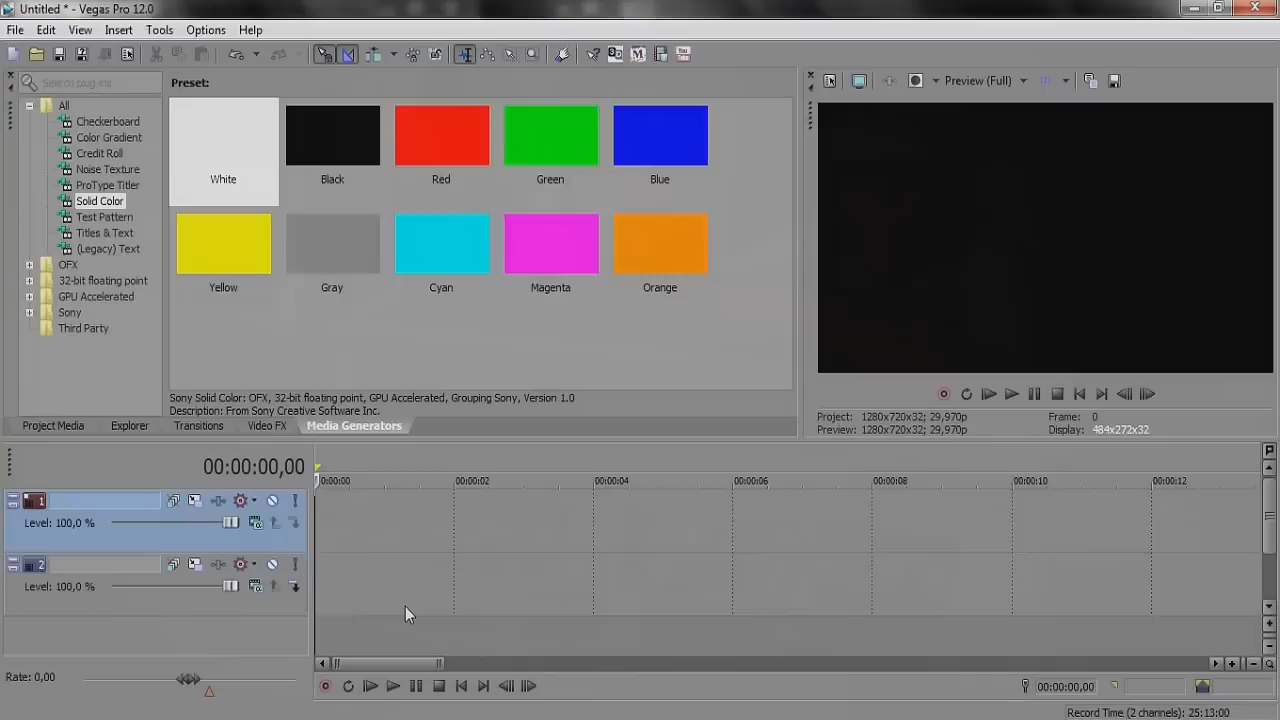 Untitled * - Vegas Pro 12.0
File Edit View Insert Tools Options Help
Search plug-ins
Preset:
Preview (Full)
All
Checkerboard
Color Gradient
Credit Roll
Noise Texture
ProType Titler
Solid Color
Test Pattern
Titles & Text
(Legacy) Text
OFX
32-bit floating point
GPU Accelerated
Sony
Third Party
White Black Red Green Blue
Yellow Gray Cyan Magenta Orange
Sony Solid Color: OFX, 32-bit floating point, GPU Accelerated, Grouping Sony, Version 1.0
Description: From Sony Creative Software Inc.
Project Media Explorer Transitions Video FX Media Generators
Project: 1280x720x32; 29,970p Frame: 0
Preview: 1280x720x32; 29,970p Display: 484x272x32
00:00:00,00
00:00:00 00:00:02 00:00:04 00:00:06 00:00:08 00:00:10 00:00:12
1
Level: 100,0 %
2
Level: 100,0 %
Rate: 0,00
00:00:00,00
Record Time (2 channels): 25:13:00